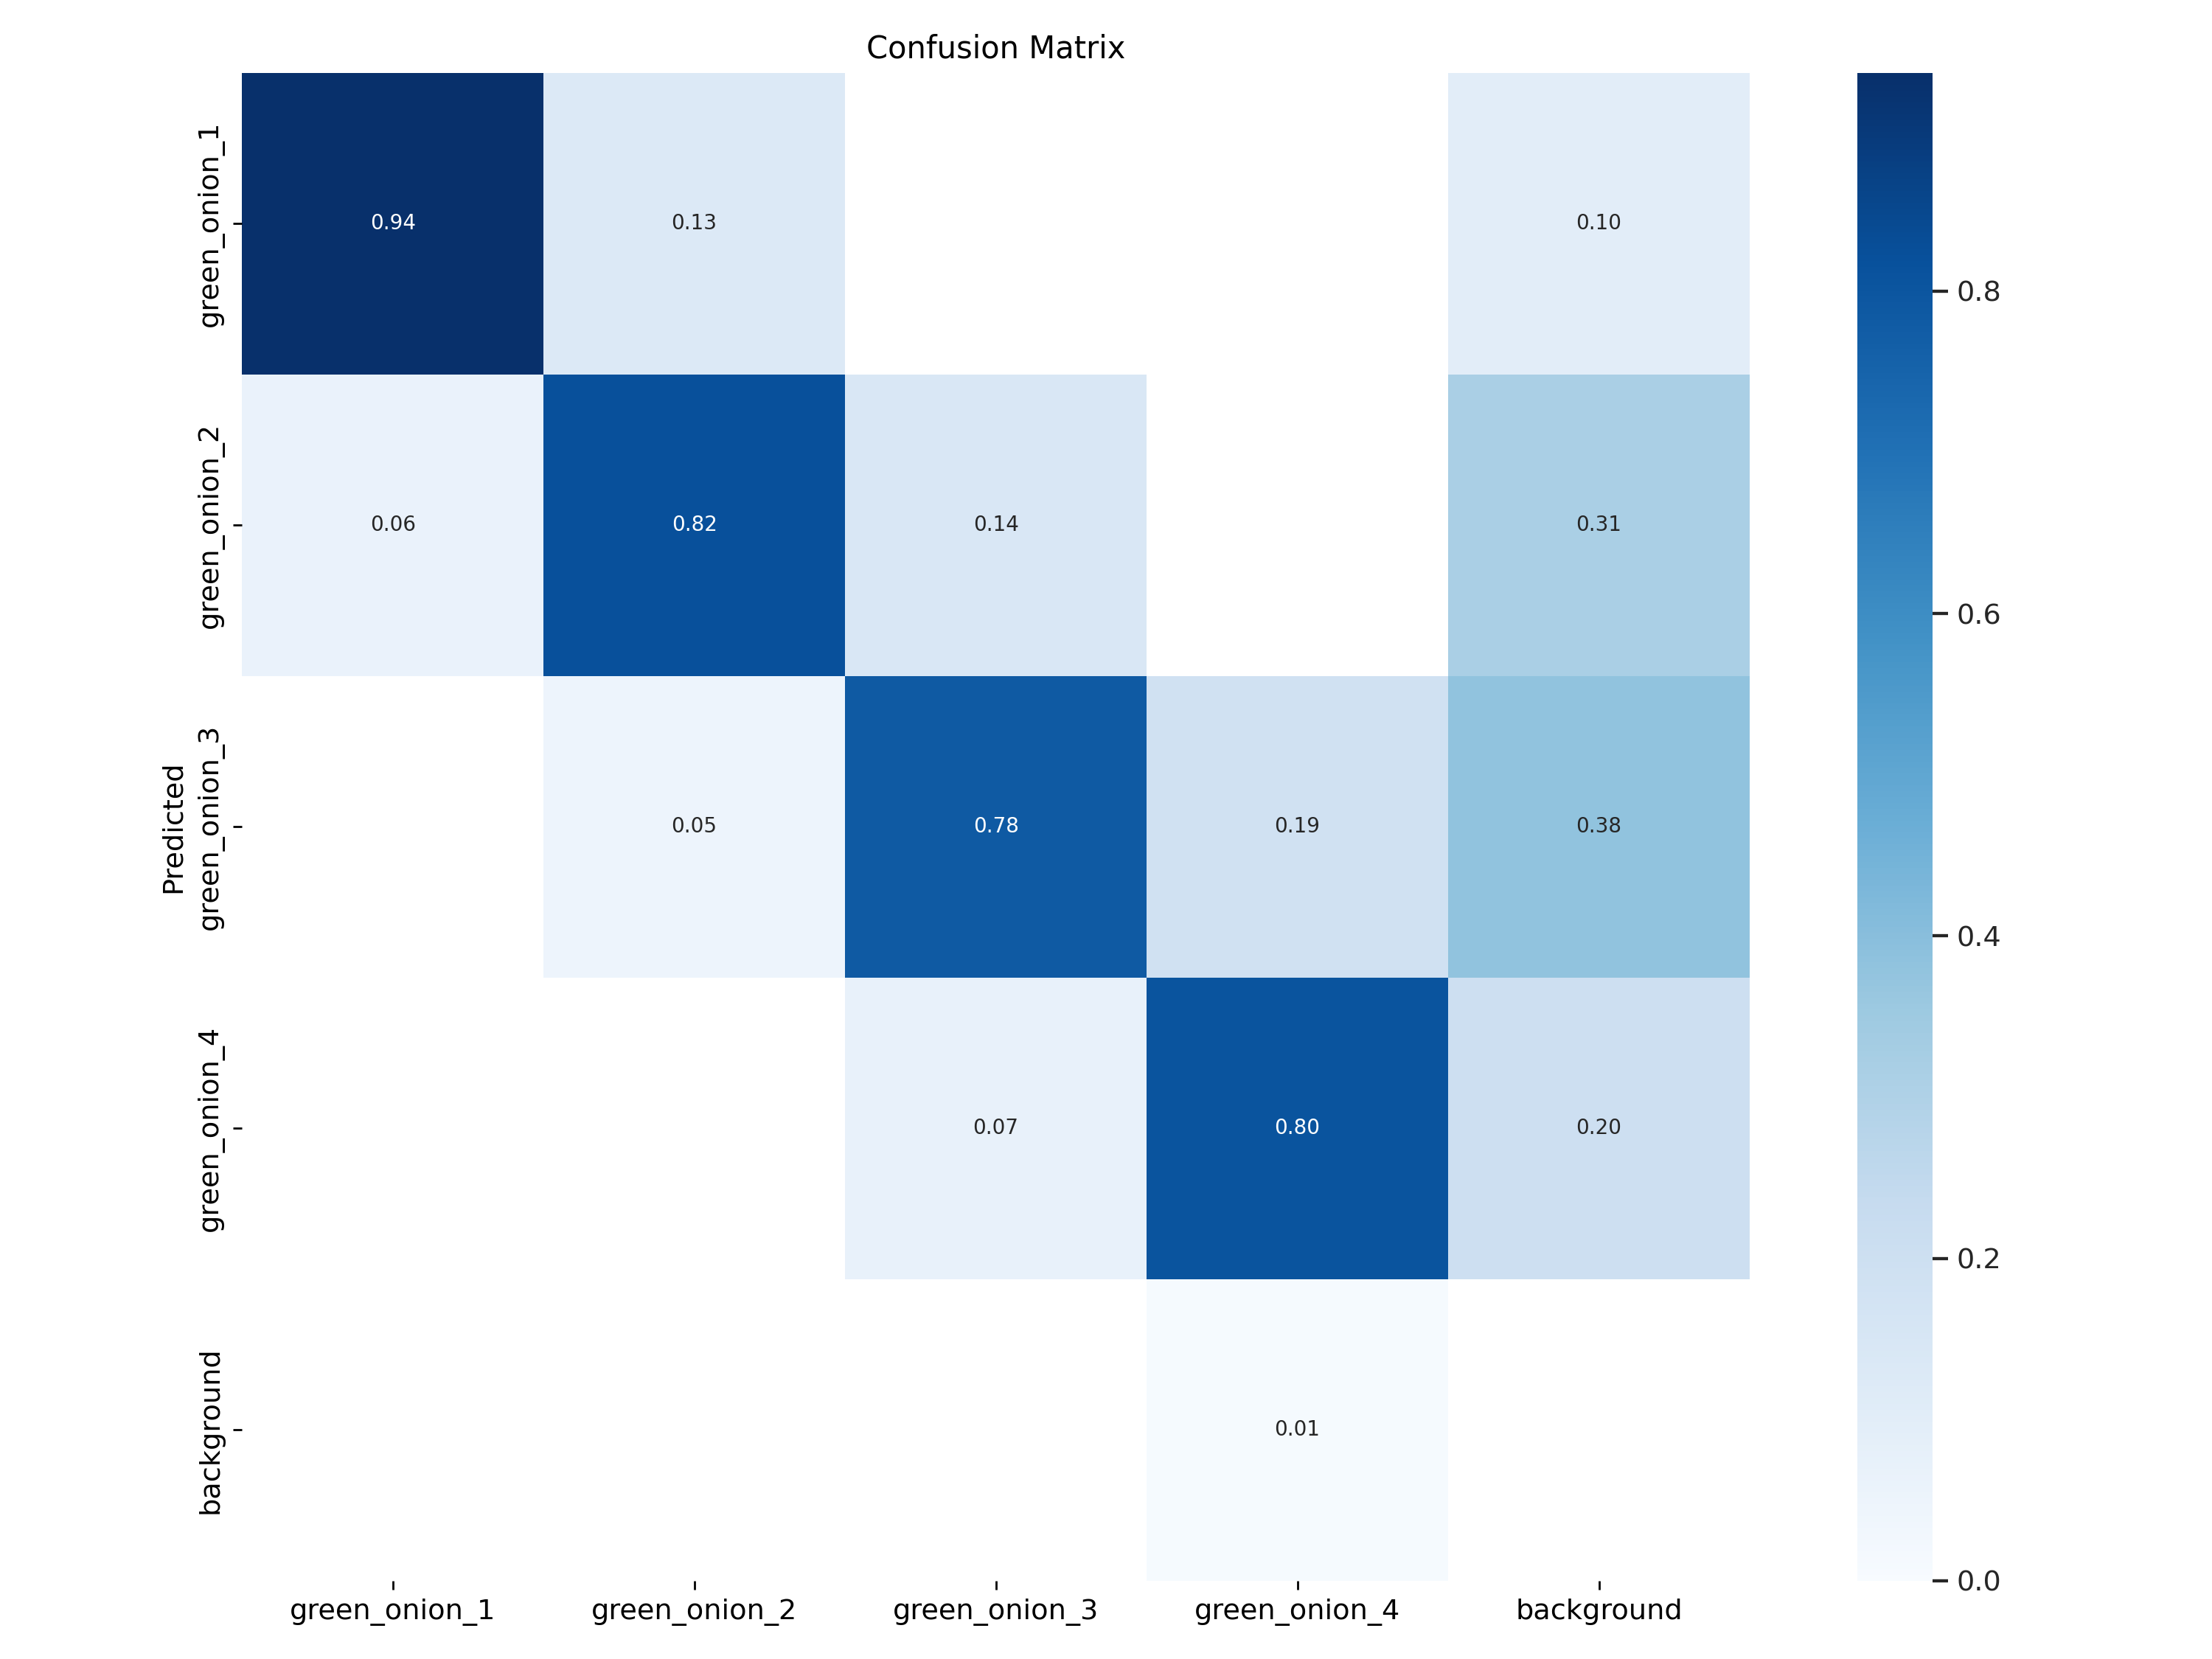 Confusion Matrix
green_onion_1
0.94
0.13
0.10
0.8
green_onion_2
0.06
0.82
0.14
0.31
0.6
Predicted
green_onion_3
0.05
0.78
0.19
0.38
0.4
green_onion_4
0.07
0.80
0.20
0.2
background
0.01
0.0
green_onion_1
green_onion_2
green_onion_3
green_onion_4
background